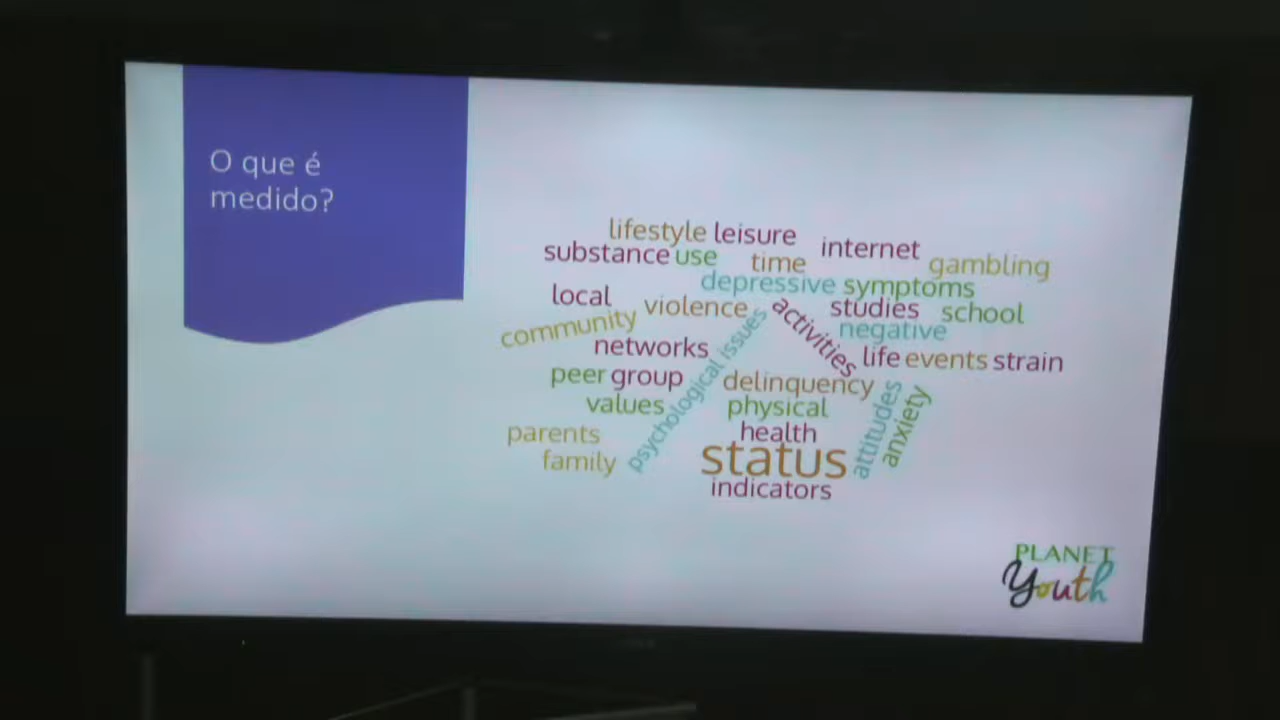 O que é
medido?
lifestyle leisure
internet
substance use
time
gambling
depressive symptoms
local
violence
activities
studies
school
community
negative
networks
psychological issues
life events strain
peer group
delinquency
values
physical
attitudes
anxiety
parents
health
family
status
indicators
PLANET
Youth